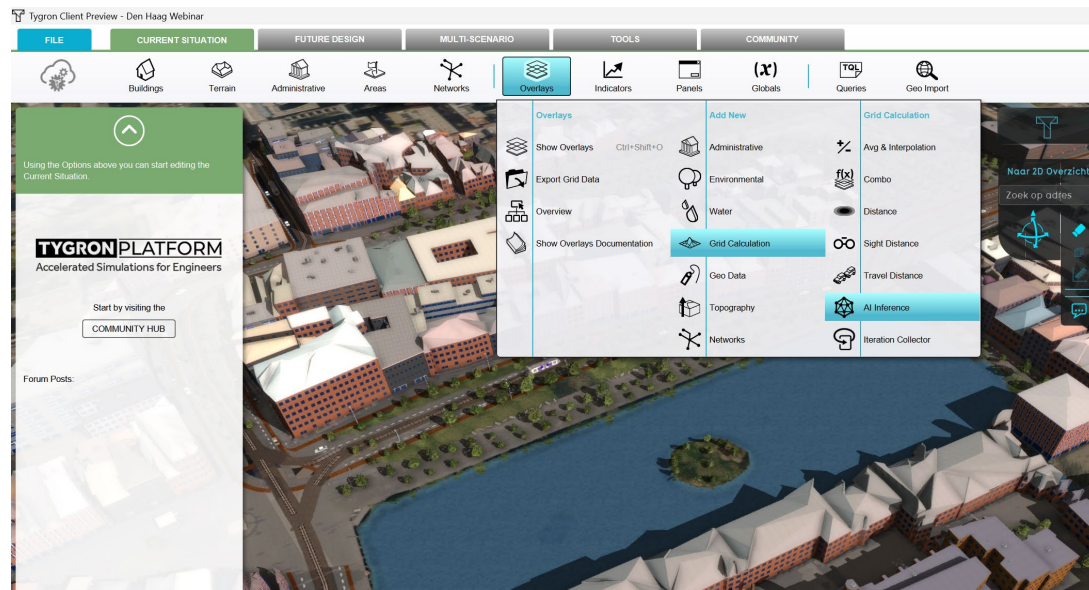 Tygron Client Preview - Den Haag Webinar
FILE
CURRENT SITUATION
FUTURE DESIGN
MULTI-SCENARIO
TOOLS
COMMUNITY
Buildings
Terrain
Administrative
Areas
Networks
Overlays
Indicators
Panels
(x)
Globals
TQL
Queries
Geo Import
Using the Options above you can start editing the
Current Situation.
TYGRON PLATFORM
Accelerated Simulations for Engineers
Start by visiting the
COMMUNITY HUB
Forum Posts:
Overlays
Show Overlays Ctrl+Shift+O
Export Grid Data
Overview
Show Overlays Documentation
Add New
Administrative
Environmental
Water
Grid Calculation
Geo Data
Topography
Networks
Grid Calculation
+/- Avg & Interpolation
f(x) Combo
Distance
Sight Distance
Travel Distance
AI Inference
Iteration Collector
Naar 2D Overzicht
Zoek op adres